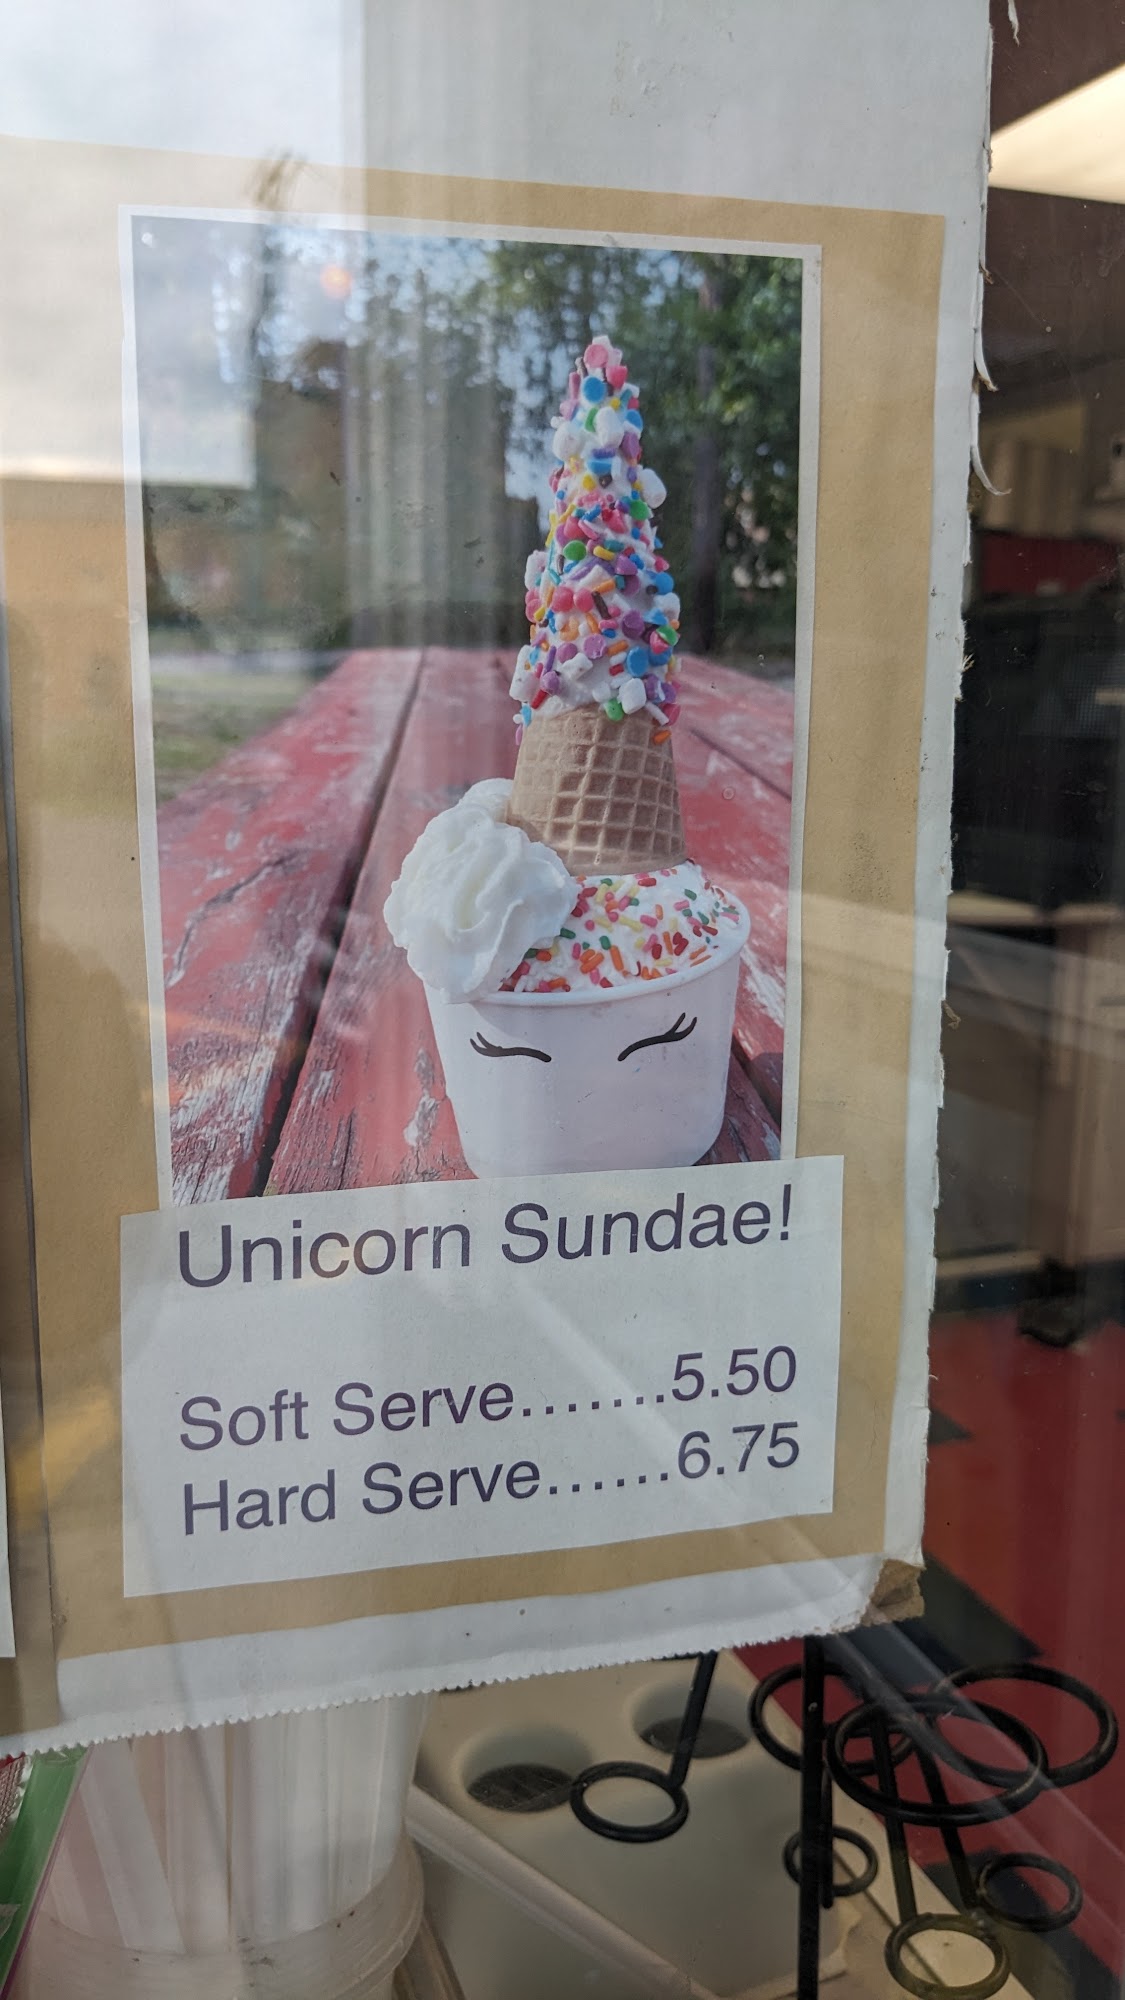 Unicorn Sundae!
Soft Serve.......5.50
Hard Serve......6.75